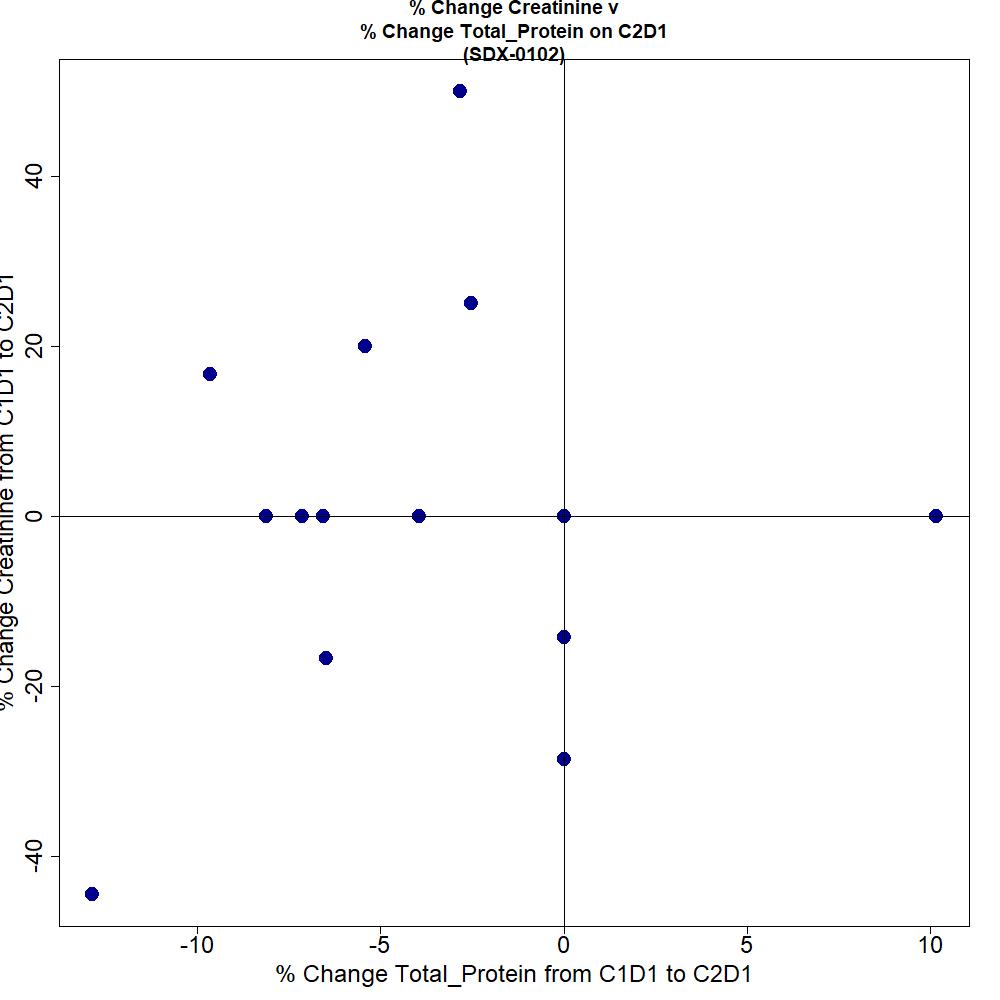 % Change Creatinine v
% Change Total_Protein on C2D1
(SDX-0102)
% Change Creatinine from C1D1 to C2D1
40
20
0
-20
-40
-10
-5
0
5
10
% Change Total_Protein from C1D1 to C2D1